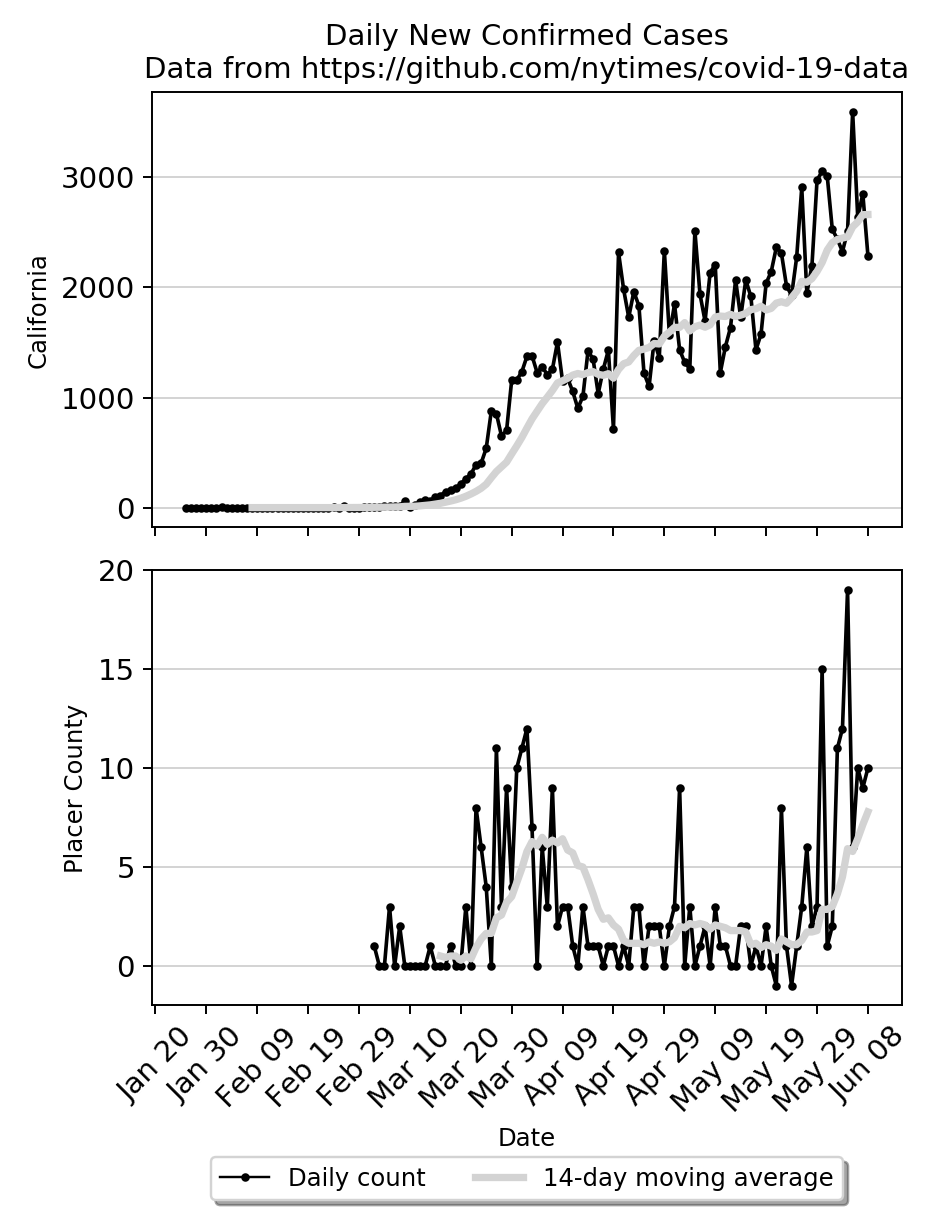 Daily New Confirmed Cases
Data from https://github.com/nytimes/covid-19-data
California
3000
2000
1000
0
Placer County
20
15
10
5
0
Jan 20
Jan 30
Feb 09
Feb 19
Feb 29
Mar 10
Mar 20
Mar 30
Apr 09
Apr 19
Apr 29
May 09
May 19
May 29
Jun 08
Date
Daily count
14-day moving average